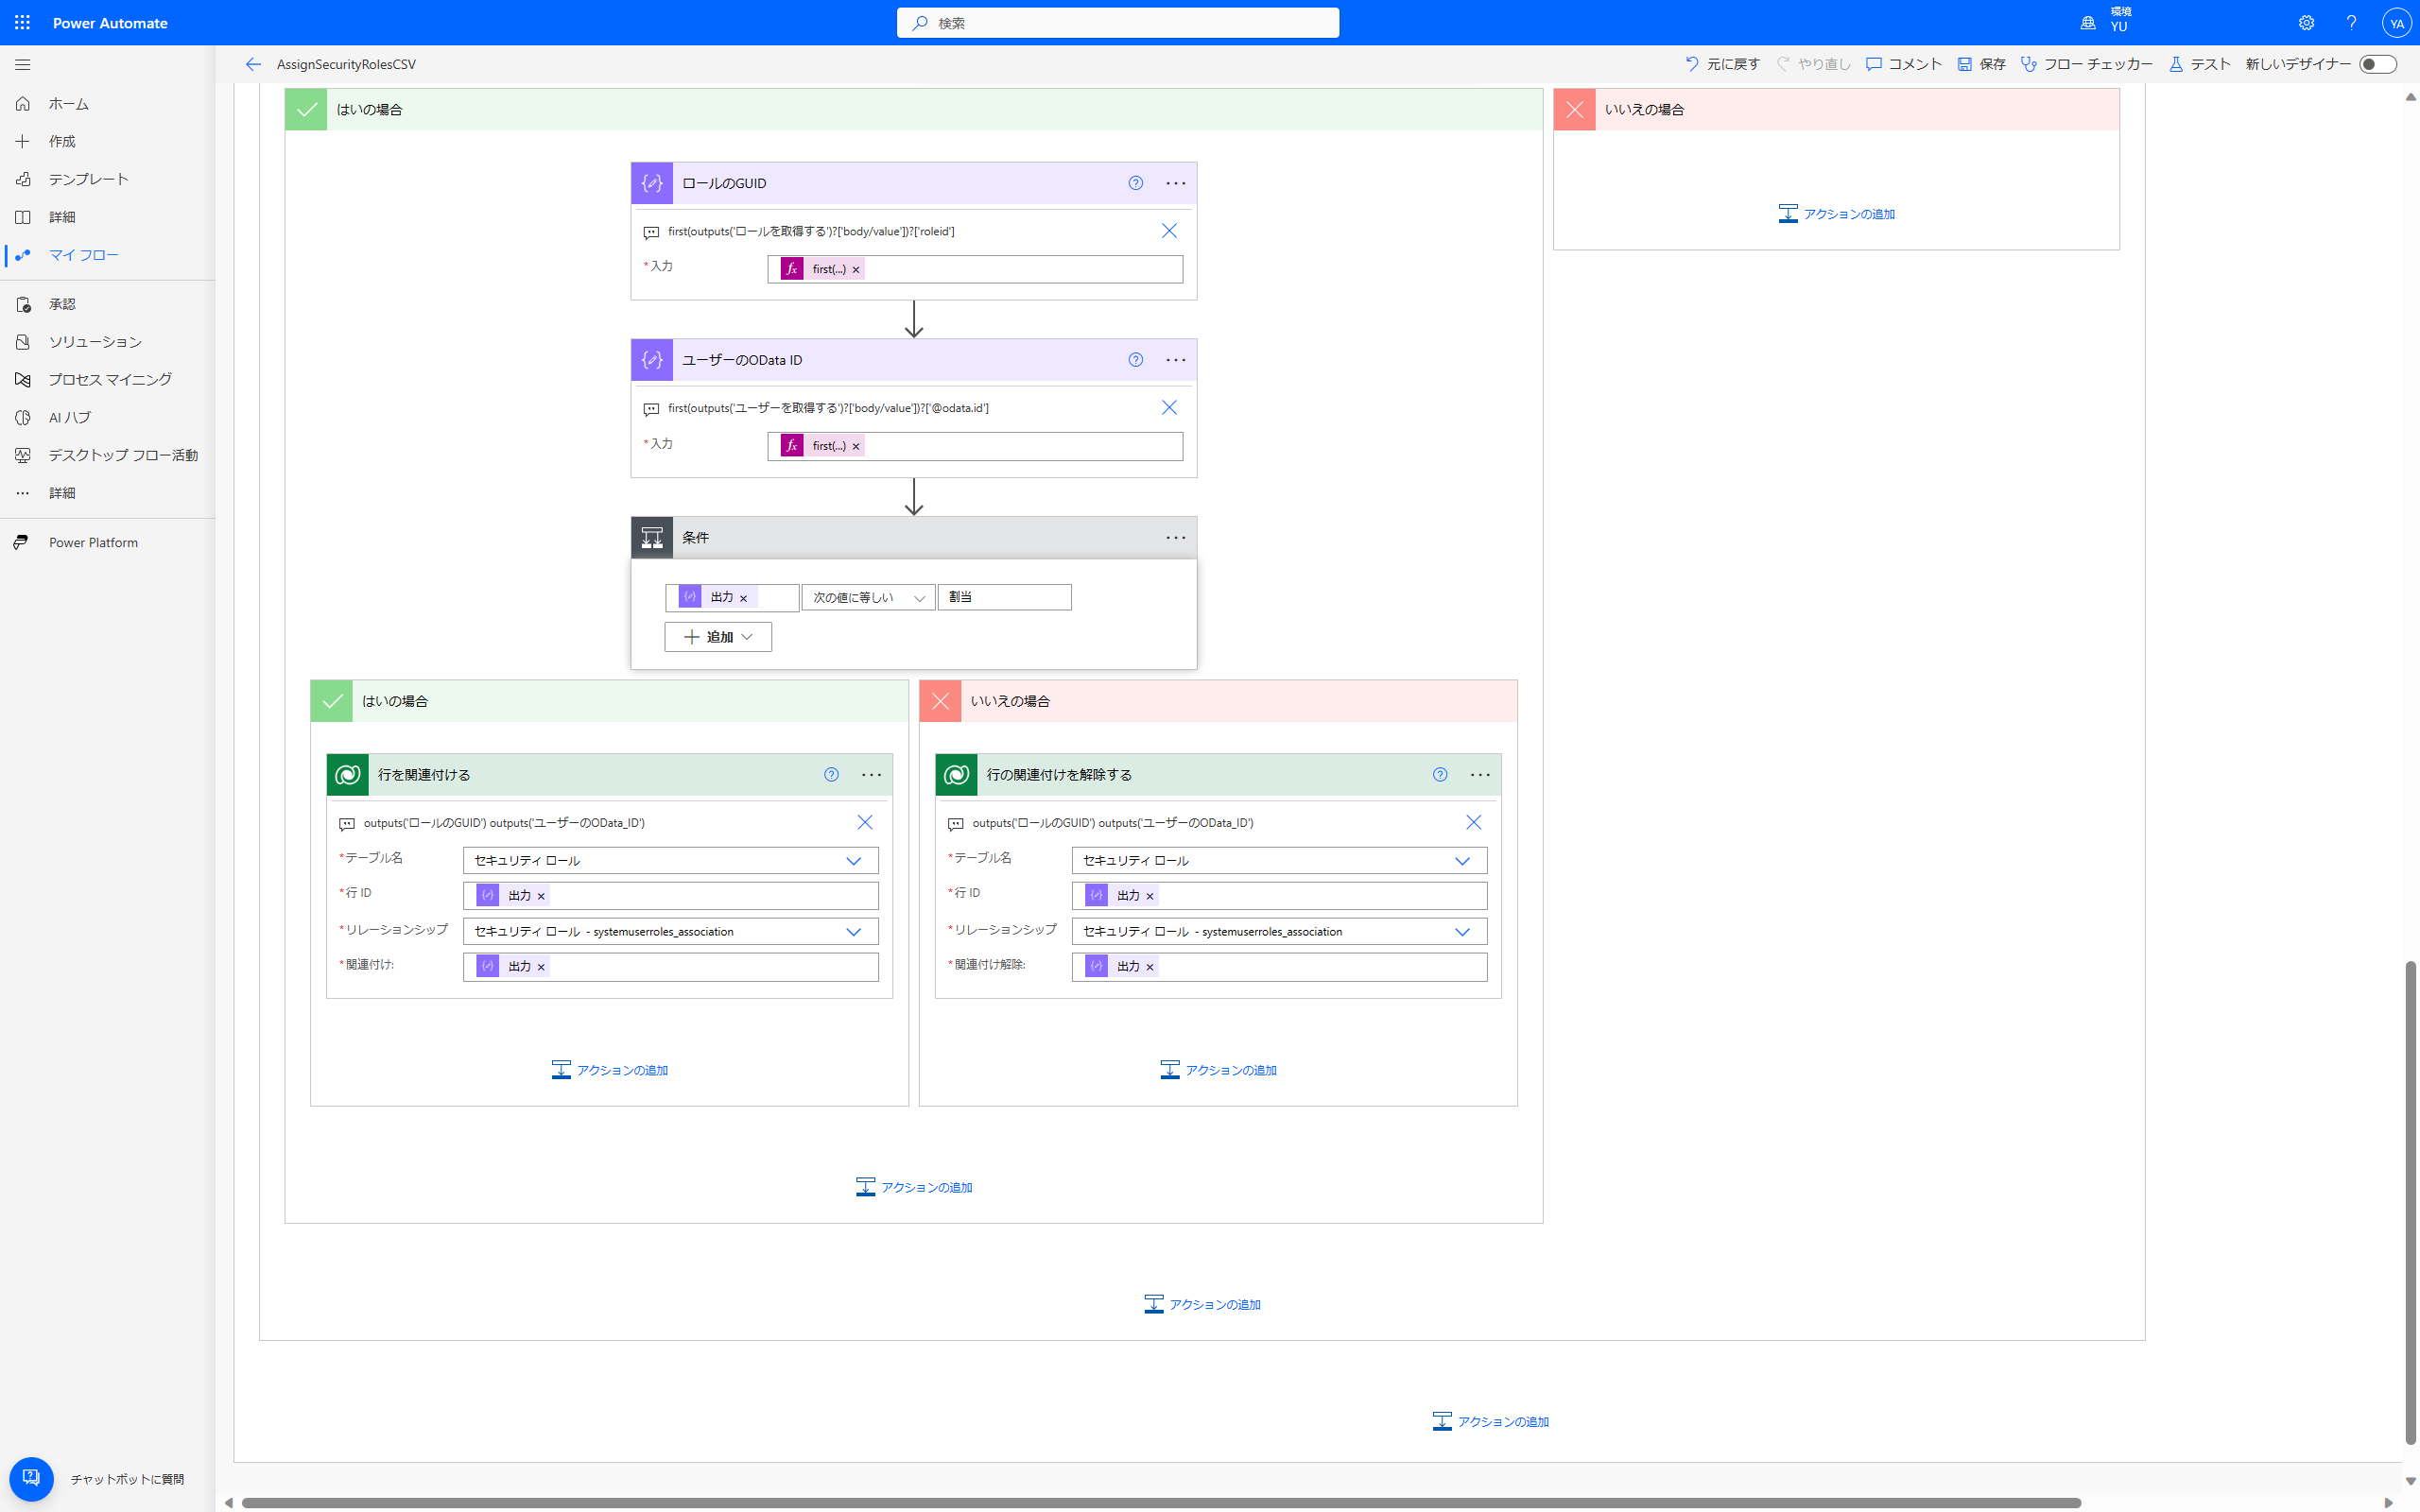 Power Automate
検索
環境
YU
YA
AssignSecurityRolesCSV
元に戻す
やり直し
コメント
保存
フロー チェッカー
テスト
新しいデザイナー
ホーム
作成
テンプレート
詳細
マイ フロー
承認
ソリューション
プロセス マイニング
AI ハブ
デスクトップ フロー活動
詳細
Power Platform
チャットボットに質問
はいの場合
いいえの場合
アクションの追加
ロールのGUID
first(outputs('ロールを取得する')?['body/value'])?['roleid']
*入力
fx first(...) ×
ユーザーのOData ID
first(outputs('ユーザーを取得する')?['body/value'])?['@odata.id']
*入力
fx first(...) ×
条件
出力 ×
次の値に等しい
割当
追加
はいの場合
行を関連付ける
outputs('ロールのGUID') outputs('ユーザーのOData_ID')
*テーブル名
セキュリティ ロール
*行 ID
出力 ×
*リレーションシップ
セキュリティ ロール - systemuserroles_association
*関連付け:
出力 ×
アクションの追加
いいえの場合
行の関連付けを解除する
outputs('ロールのGUID') outputs('ユーザーのOData_ID')
*テーブル名
セキュリティ ロール
*行 ID
出力 ×
*リレーションシップ
セキュリティ ロール - systemuserroles_association
*関連付け解除:
出力 ×
アクションの追加
アクションの追加
アクションの追加
アクションの追加